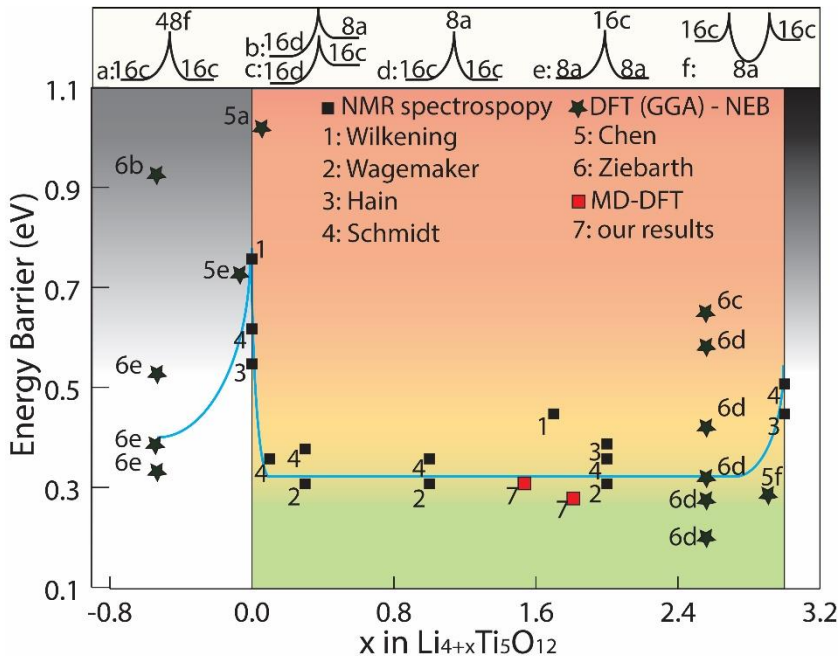 48f
a: 16c 16c
b: 16d 8a
c: 16d 16c
8a
d: 16c 16c
16c
e: 8a 8a
16c 16c
f: 8a
1.1
0.9
0.7
0.5
0.3
0.1
Energy Barrier (eV)
NMR spectrospopy
1: Wilkening
2: Wagemaker
3: Hain
4: Schmidt
DFT (GGA) - NEB
5: Chen
6: Ziebarth
MD-DFT
7: our results
6b
5a
5e
6e
6e
6e
1
4
3
4
4
2
4
2
1
3
4
2
7
7
6c
6d
6d
6d
6d
6d
5f
4
3
-0.8 0.0 0.8 1.6 2.4 3.2
x in Li4+xTi5O12